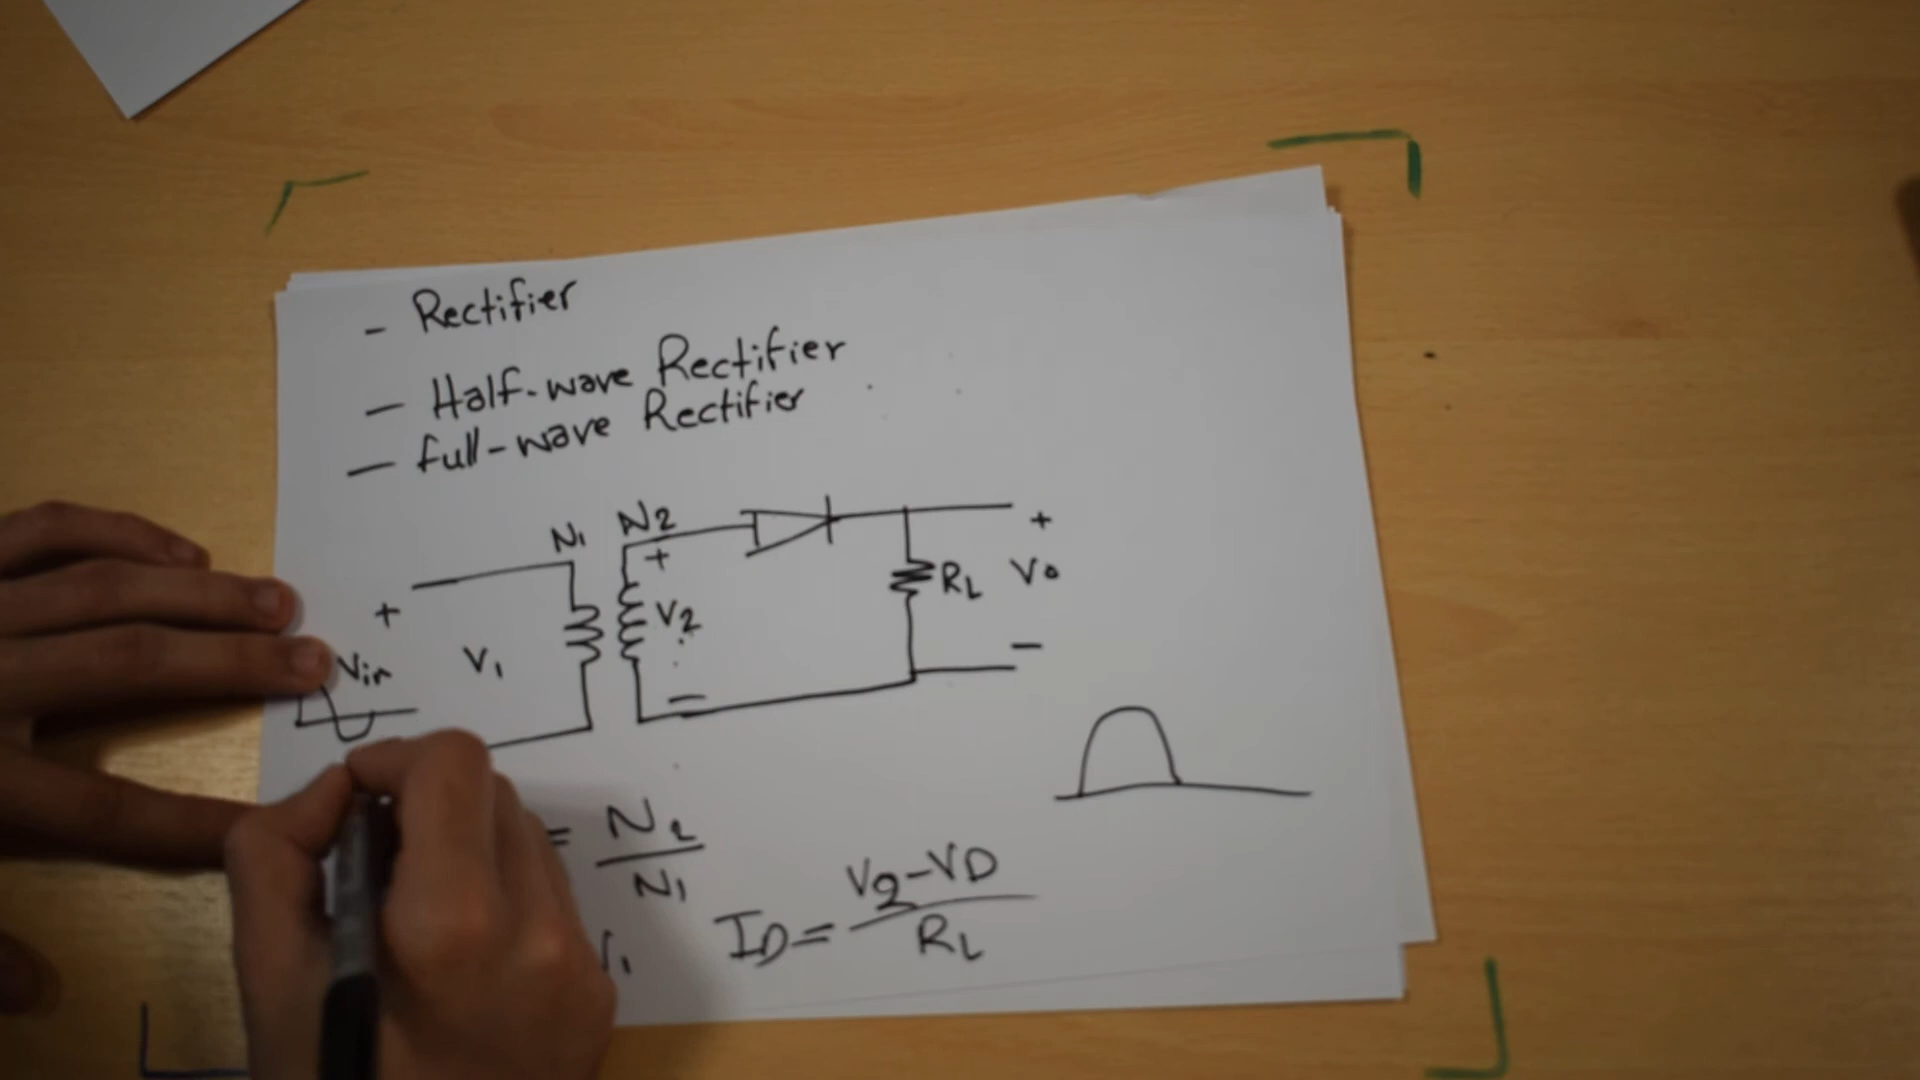 - Rectifier
- Half-wave Rectifier
- full-wave Rectifier
N1 N2
+ + +
Vin V1 V2 RL Vo
- -
= N2/N1
V1
ID = V2-VD/RL